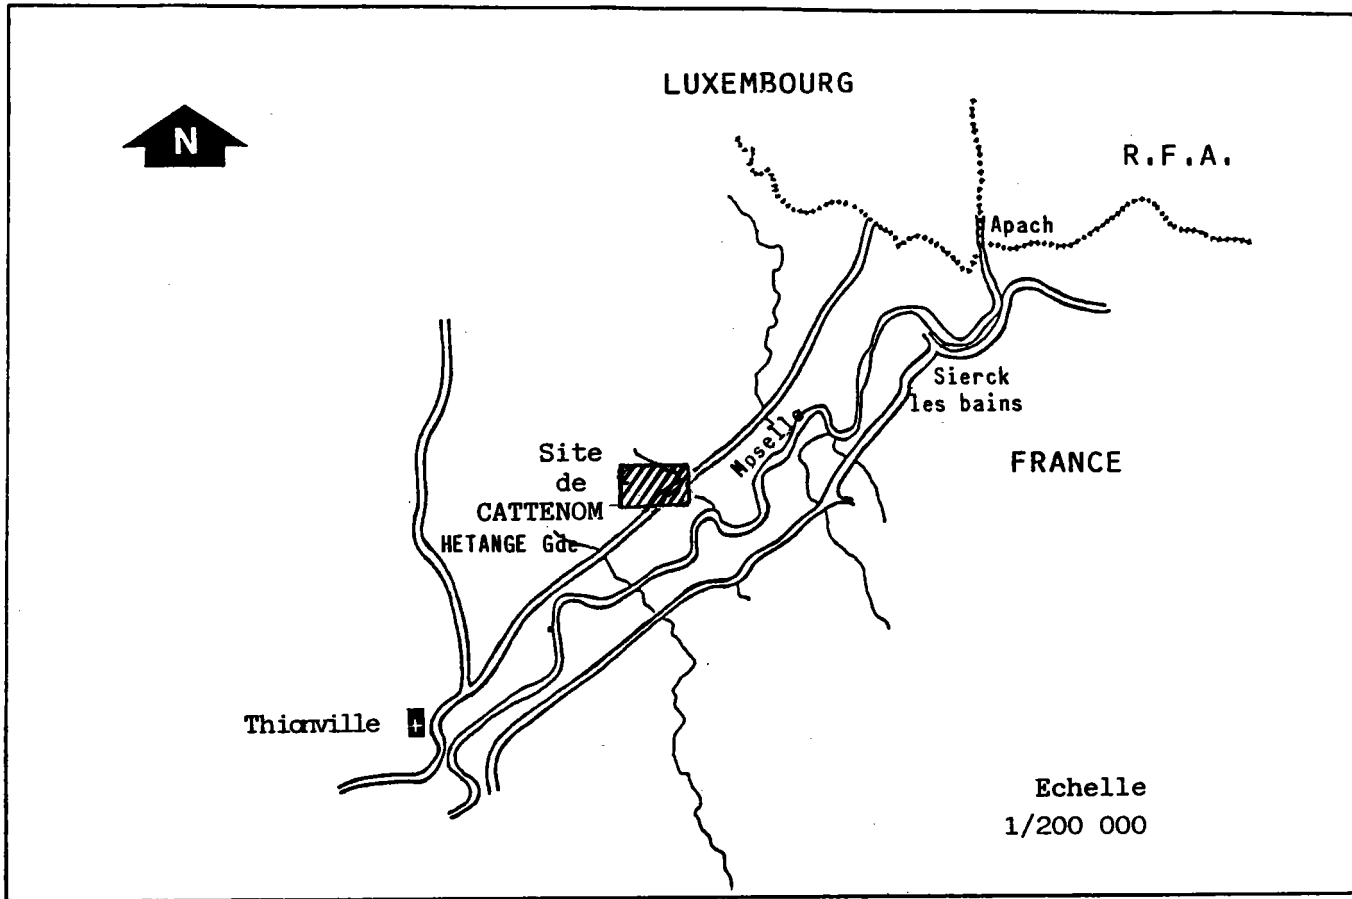 LUXEMBOURG
N
R.F.A.
Apach
Sierck
les bains
Moselle
Site
de
CATTENOM
FRANCE
HETANGE Gde
Thionville
Echelle
1/200 000